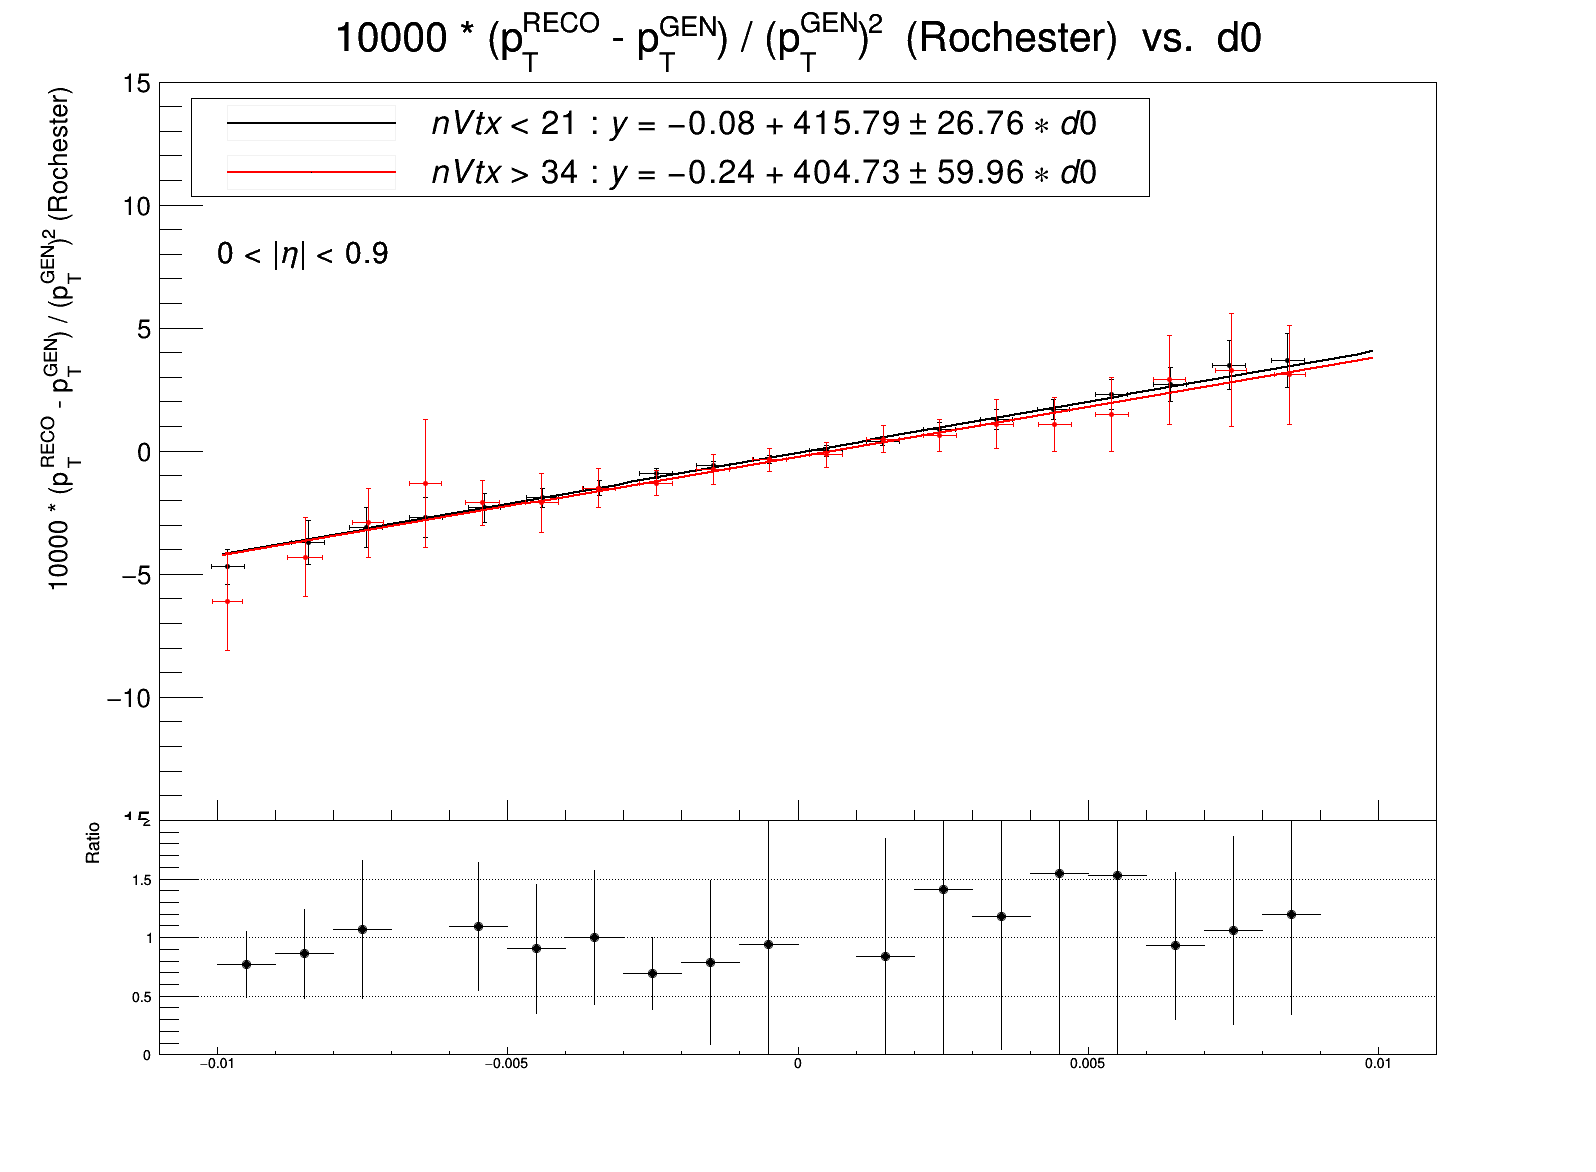 10000 * (p_T^RECO - p_T^GEN) / (p_T^GEN)^2 (Rochester) vs. d0
10000 * (p_T^RECO - p_T^GEN) / (p_T^GEN)^2 (Rochester)
nVtx < 21 : y = −0.08 + 415.79 ± 26.76 ∗ d0
nVtx > 34 : y = −0.24 + 404.73 ± 59.96 ∗ d0
0 < |η| < 0.9
15
10
5
0
−5
−10
Ratio
2
1.5
1
0.5
0
−0.01 −0.005 0 0.005 0.01